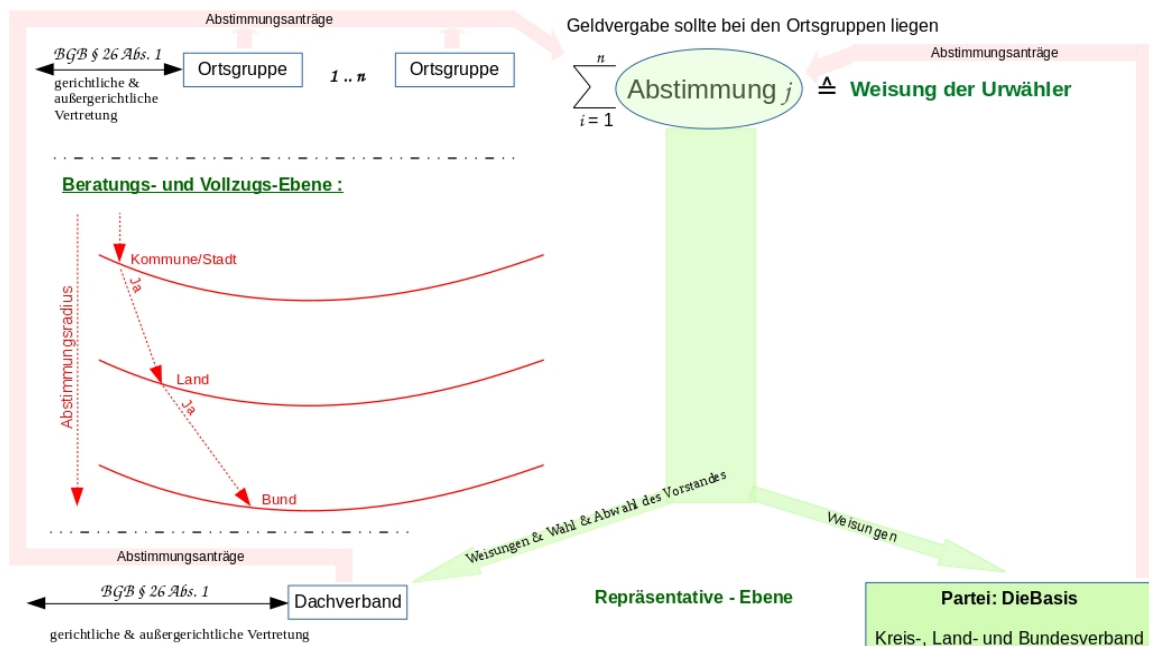 Abstimmungsanträge
Geldvergabe sollte bei den Ortsgruppen liegen
BGB § 26 Abs. 1
gerichtliche &
außergerichtliche
Vertretung
Ortsgruppe
1 .. n
Ortsgruppe
n
∑
i = 1
Abstimmung j
≙ Weisung der Urwähler
Abstimmungsanträge
Beratungs- und Vollzugs-Ebene :
Abstimmungsradius
Kommune/Stadt
Ja
Land
Ja
Bund
Weisungen & Wahl & Abwahl des Vorstandes
Weisungen
Abstimmungsanträge
BGB § 26 Abs. 1
Dachverband
gerichtliche & außergerichtliche Vertretung
Repräsentative - Ebene
Partei: DieBasis
Kreis-, Land- und Bundesverband